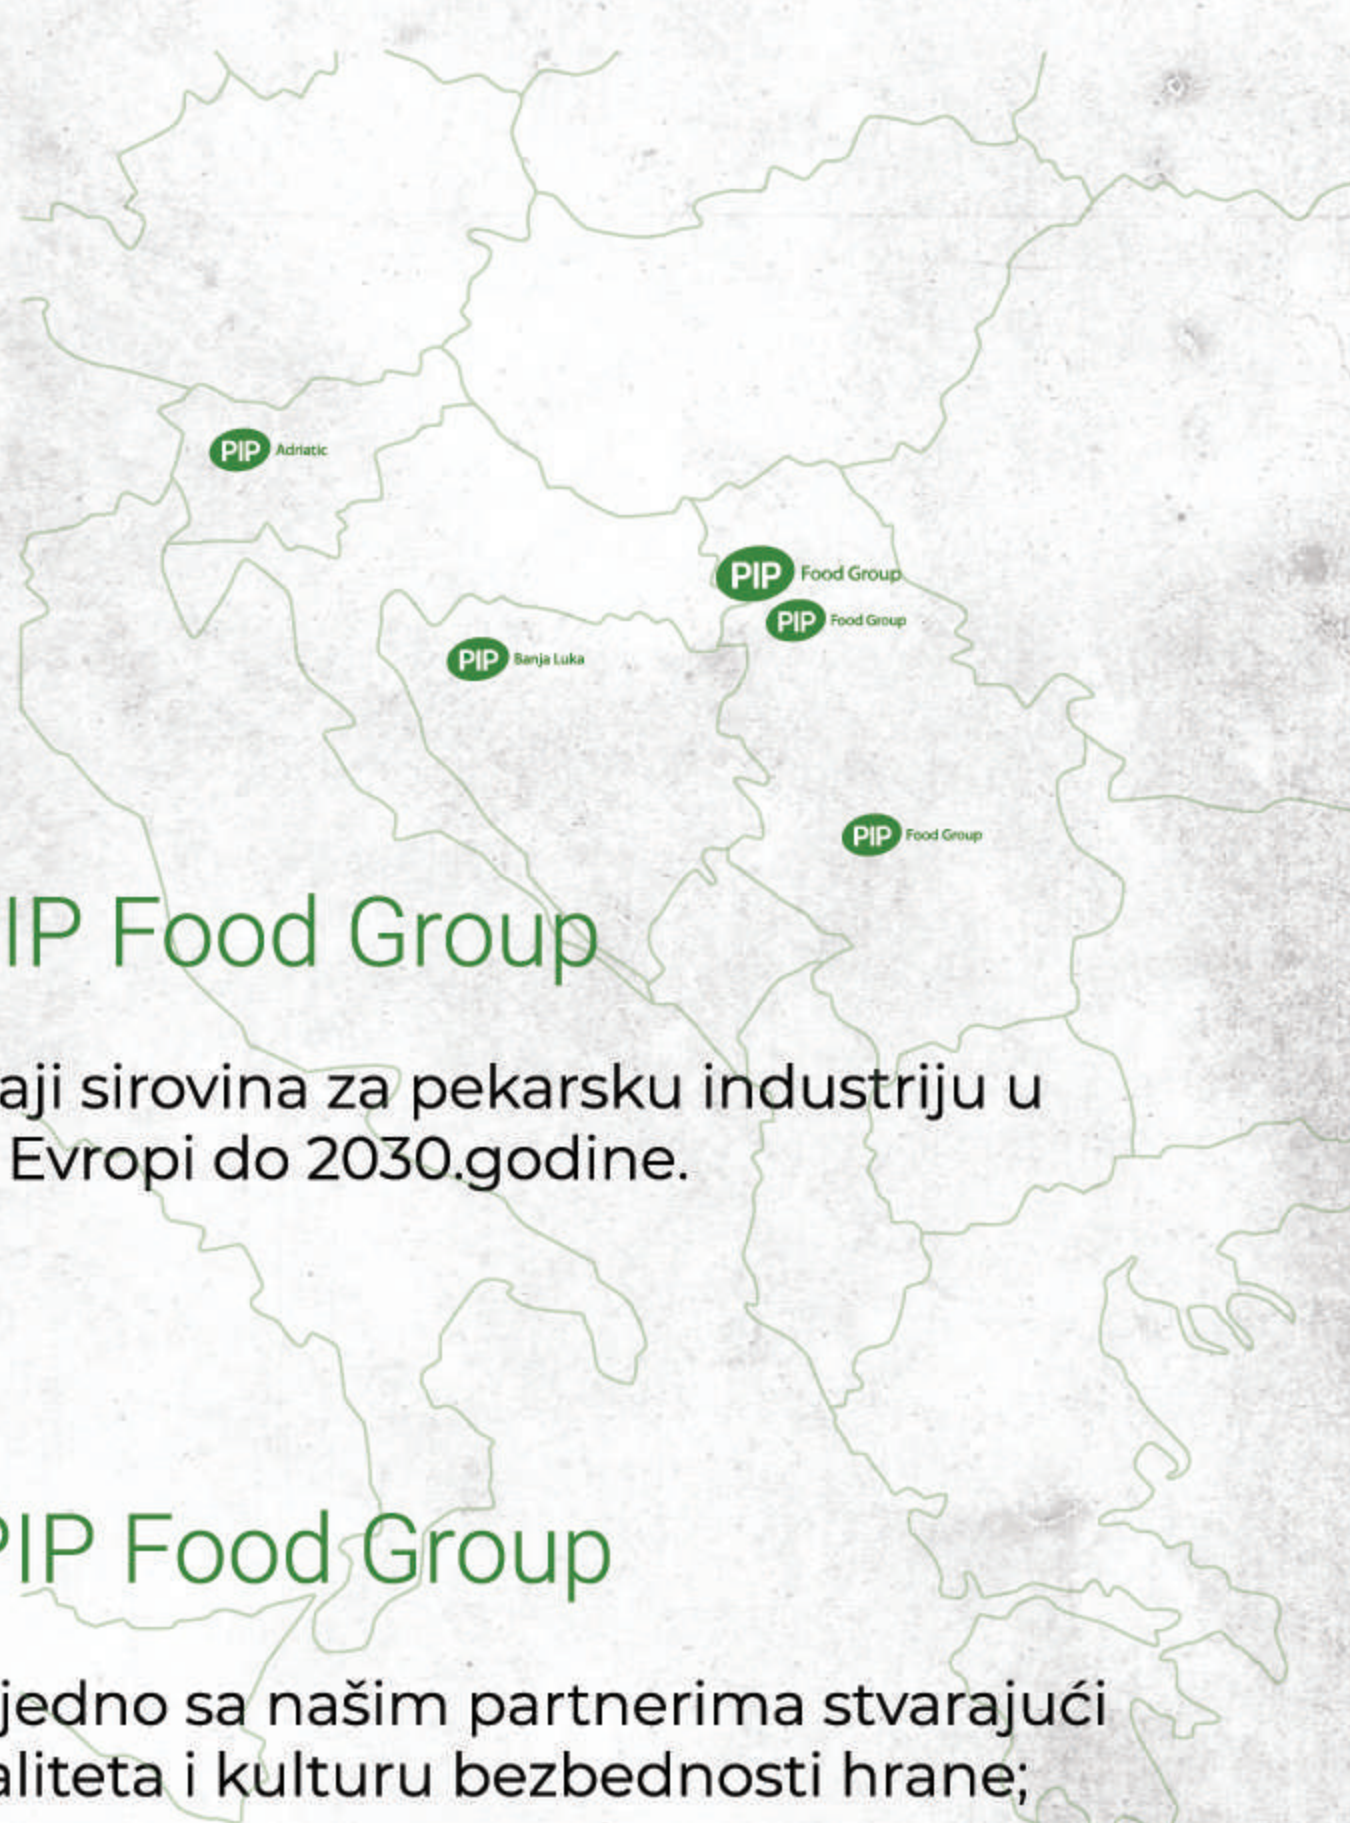 PIP Adriatic
PIP Food Group
PIP Food Group
PIP Banja Luka
PIP Food Group
IP Food Group
aji sirovina za pekarsku industriju u
Evropi do 2030.godine.
PIP Food Group
jedno sa našim partnerima stvarajući
aliteta i kulturu bezbednosti hrane;